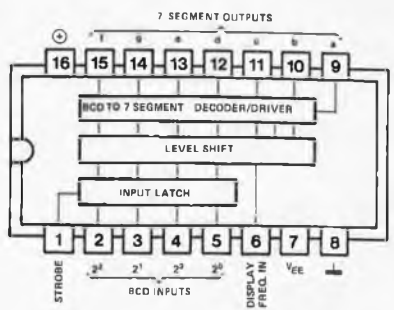 7 SEGMENT OUTPUTS
f g e d c b a
⊕
16 15 14 13 12 11 10 9
BCD TO 7 SEGMENT DECODER/DRIVER
LEVEL SHIFT
INPUT LATCH
1 2 3 4 5 6 7 8
STROBE
2² 2¹ 2³ 2⁰
BCD INPUTS
DISPLAY
FREQ. IN
VEE